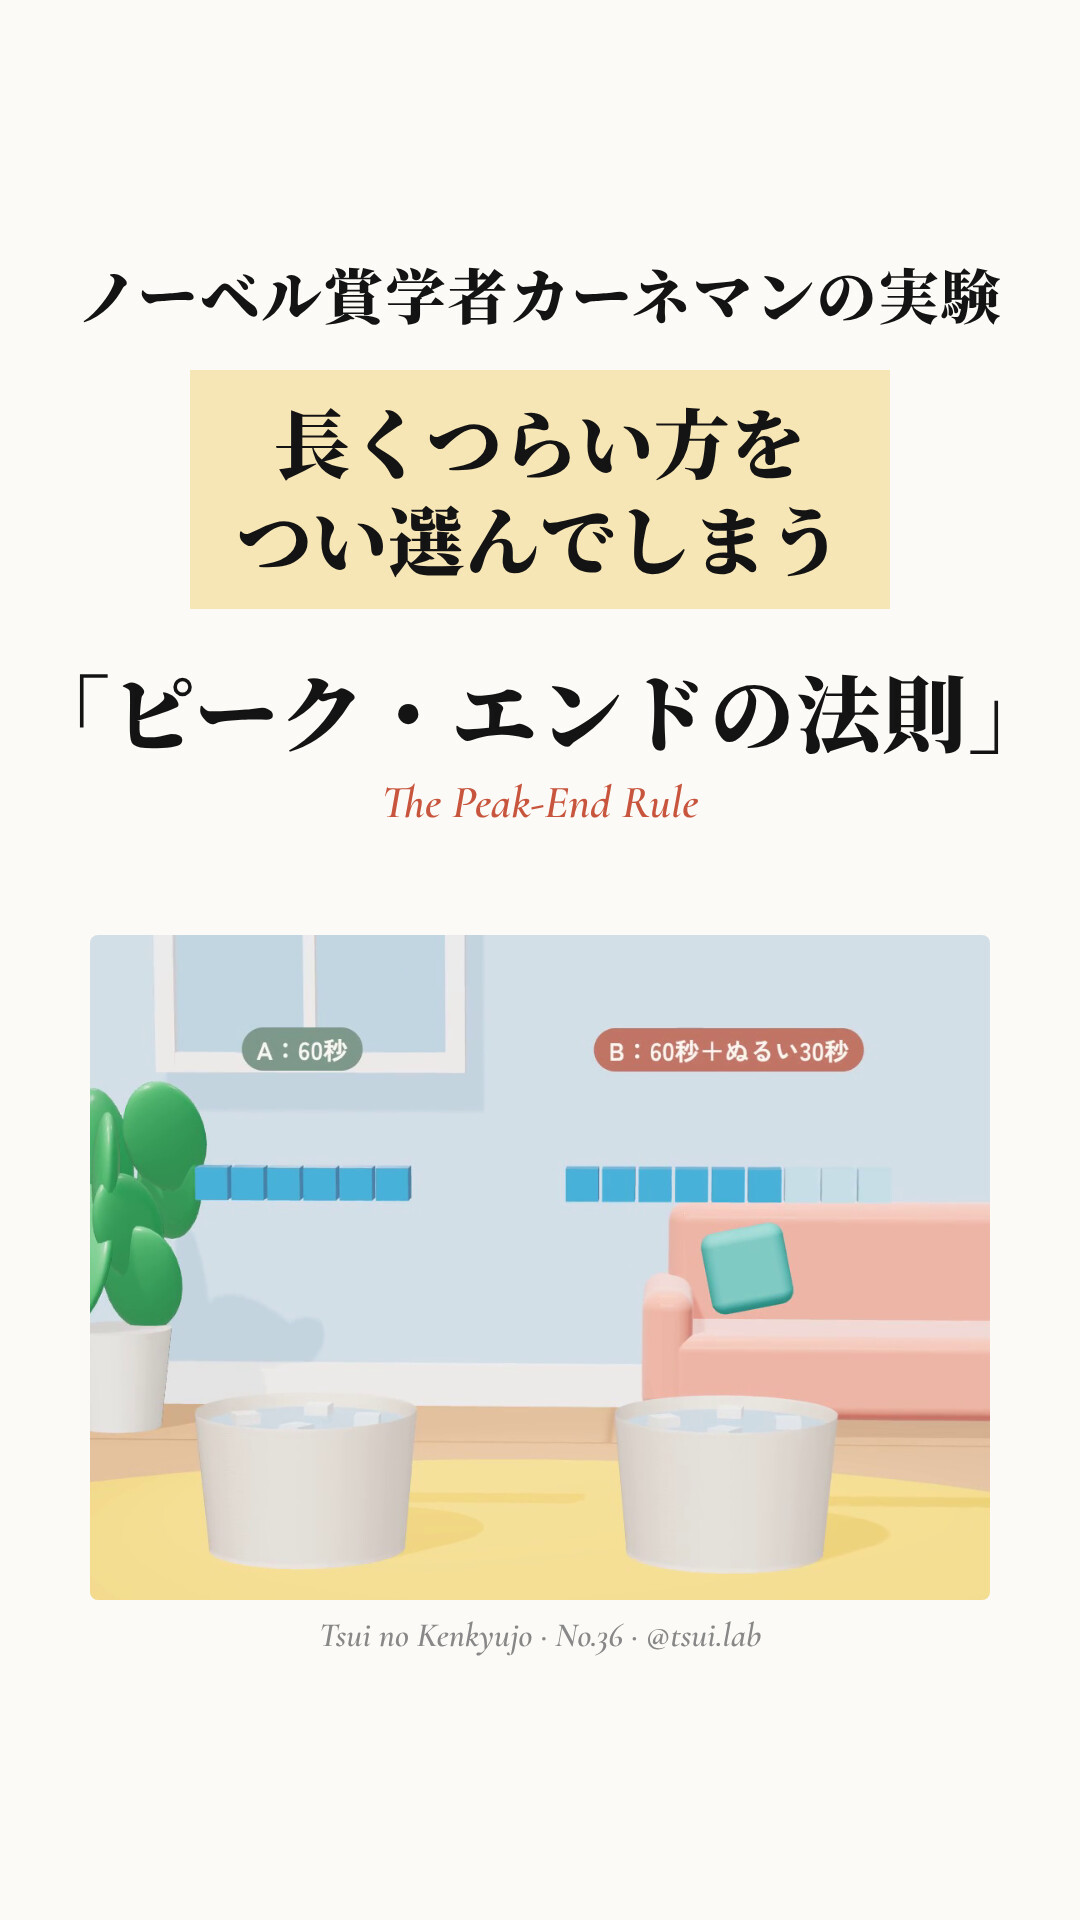 ノーベル賞学者カーネマンの実験
長くつらい方を
つい選んでしまう
「ピーク・エンドの法則」
The Peak-End Rule
A：60秒
B：60秒＋ぬるい30秒
Tsui no Kenkyujo · No.36 · @tsui.lab